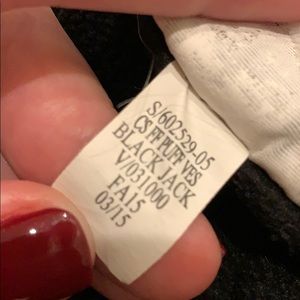 S/602529-05
CS FF PUFF VES
BLACK JACK
V/031000
FA15
03/15